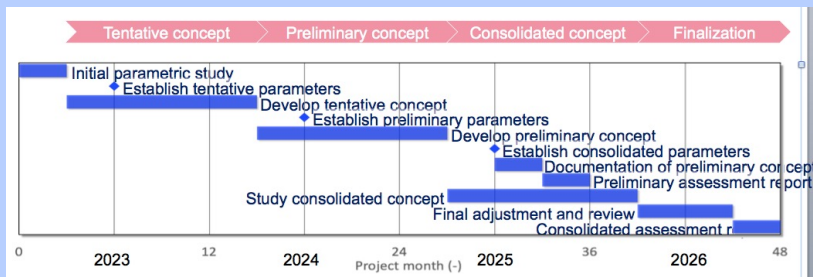 Tentative concept Preliminary concept Consolidated concept Finalization
Initial parametric study
Establish tentative parameters
Develop tentative concept
Establish preliminary parameters
Develop preliminary concept
Establish consolidated parameters
Documentation of preliminary concept
Preliminary assessment report
Study consolidated concept
Final adjustment and review
Consolidated assessment r
0 12 24 36 48
2023 2024 2025 2026
Project month (-)